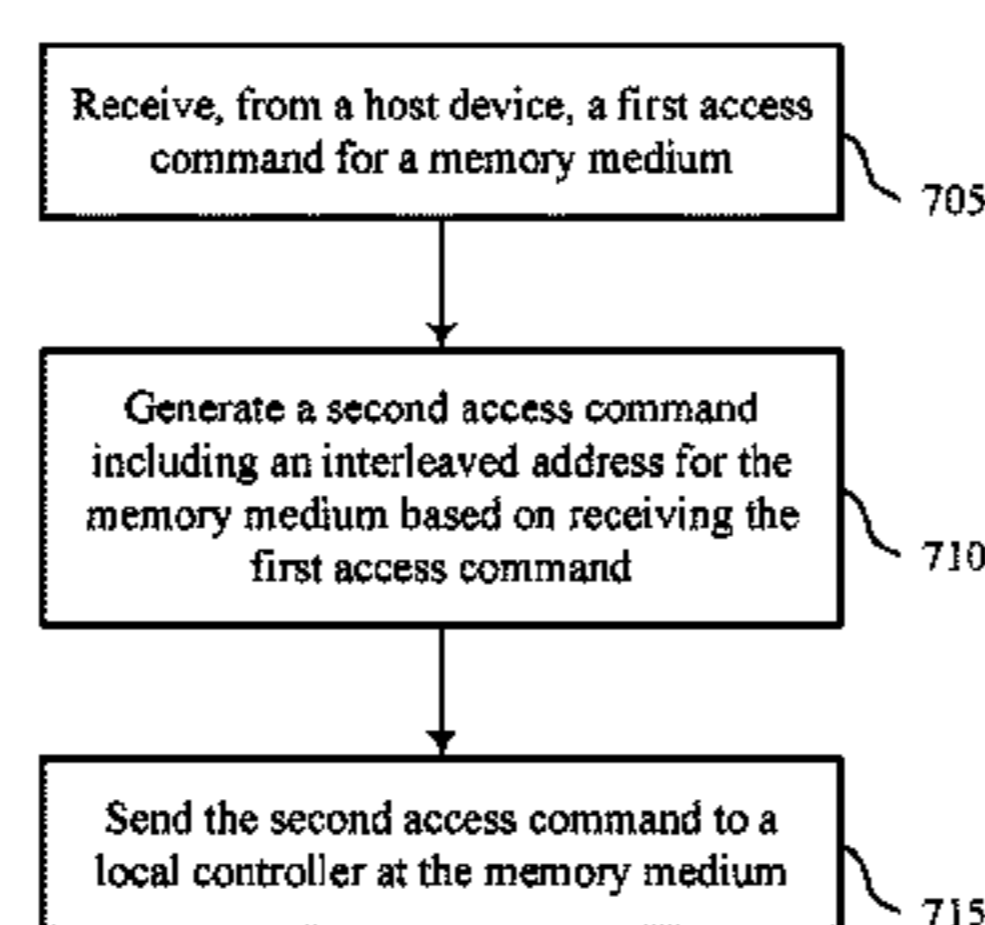 Receive, from a host device, a first access
command for a memory medium
705
Generate a second access command
including an interleaved address for the
memory medium based on receiving the
first access command
710
Send the second access command to a
local controller at the memory medium
715